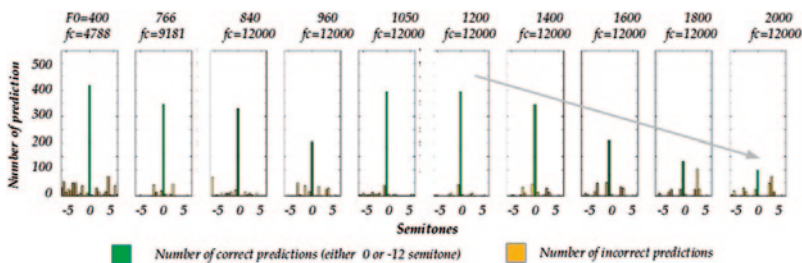 F0=400 766 840 960 1050 1200 1400 1600 1800 2000
fc=4788 fc=9181 fc=12000 fc=12000 fc=12000 fc=12000 fc=12000 fc=12000 fc=12000 fc=12000
Number of prediction
500
400
300
200
100
0
-5 0 5 -5 0 5 -5 0 5 -5 0 5 -5 0 5 -5 0 5 -5 0 5 -5 0 5 -5 0 5 -5 0 5
Semitones
Number of correct predictions (either 0 or -12 semitone) Number of incorrect predictions